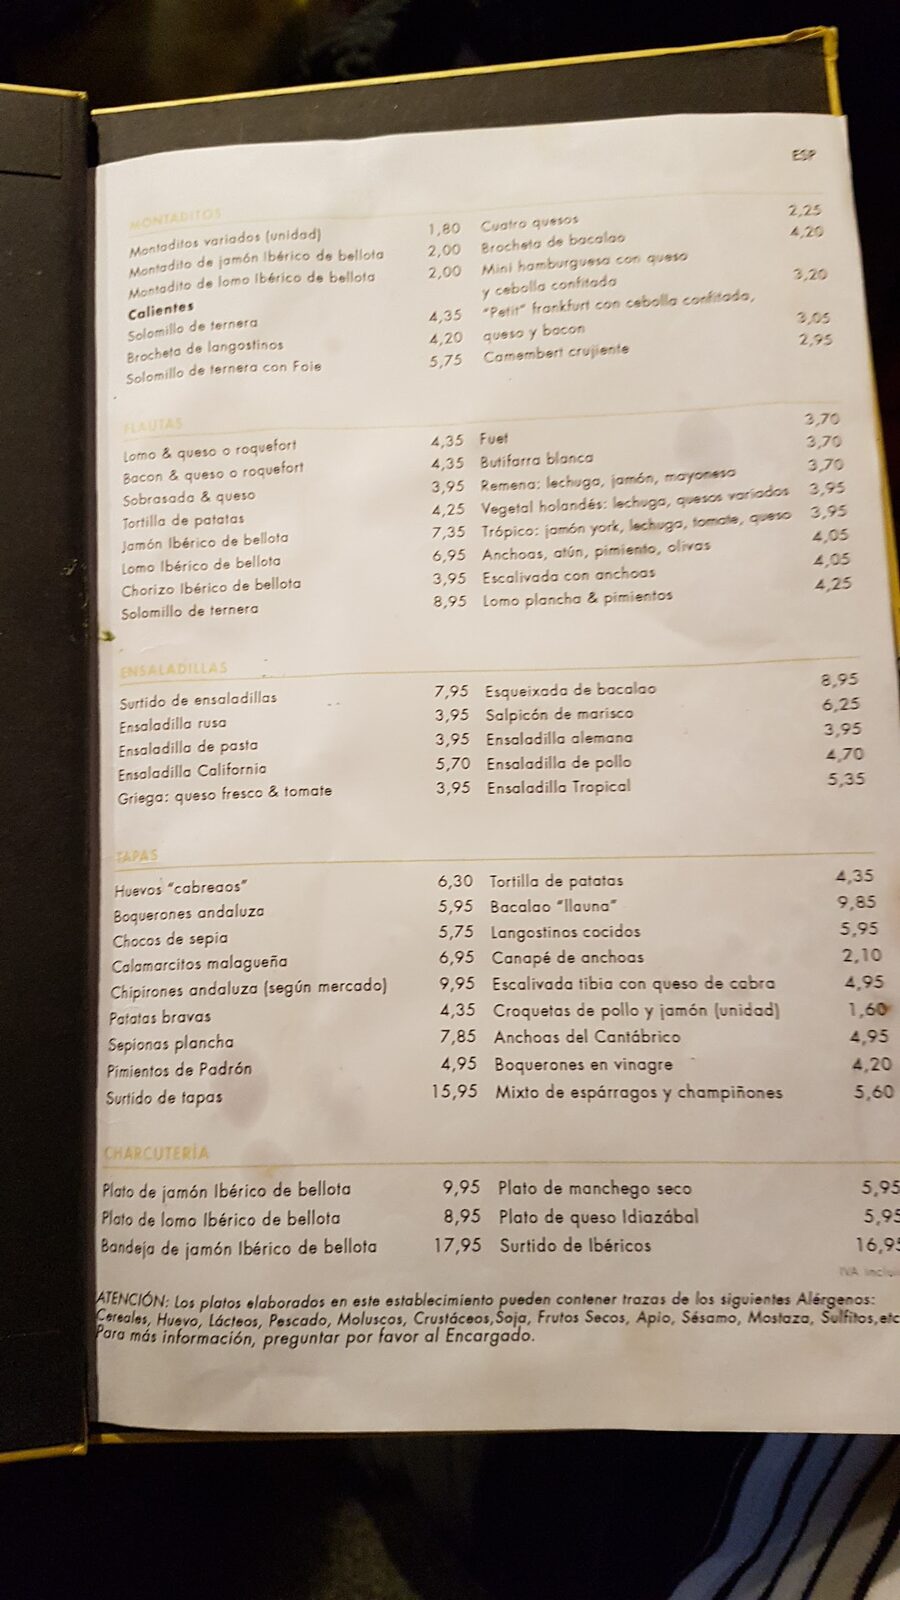 ESP
MONTADITOS
Montaditos variados (unidad) 1,80
Montadito de jamón Ibérico de bellota 2,00
Montadito de lomo Ibérico de bellota 2,00
Calientes
Solomillo de ternera 4,35
Brocheta de langostinos 4,20
Solomillo de ternera con Foie 5,75
Cuatro quesos 2,25
Brocheta de bacalao 4,20
Mini hamburguesa con queso
y cebolla confitada 3,20
"Petit" frankfurt con cebolla confitada,
queso y bacon 3,05
Camembert crujiente 2,95
FLAUTAS
Lomo & queso o roquefort 4,35
Bacon & queso o roquefort 4,35
Sobrasada & queso 3,95
Tortilla de patatas 4,25
Jamón Ibérico de bellota 7,35
Lomo Ibérico de bellota 6,95
Chorizo Ibérico de bellota 3,95
Solomillo de ternera 8,95
Fuet 3,70
Butifarra blanca 3,70
Remena: lechuga, jamón, mayonesa 3,70
Vegetal holandés: lechuga, quesos variados 3,95
Trópico: jamón york, lechuga, tomate, queso 3,95
Anchoas, atún, pimiento, olivas 4,05
Escalivada con anchoas 4,05
Lomo plancha & pimientos 4,25
ENSALADILLAS
Surtido de ensaladillas 7,95
Ensaladilla rusa 3,95
Ensaladilla de pasta 3,95
Ensaladilla California 5,70
Griega: queso fresco & tomate 3,95
Esqueixada de bacalao 8,95
Salpicón de marisco 6,25
Ensaladilla alemana 3,95
Ensaladilla de pollo 4,70
Ensaladilla Tropical 5,35
TAPAS
Huevos "cabreaos" 6,30
Boquerones andaluza 5,95
Chocos de sepia 5,75
Calamarcitos malagueña 6,95
Chipirones andaluza (según mercado) 9,95
Patatas bravas 4,35
Sepionas plancha 7,85
Pimientos de Padrón 4,95
Surtido de tapas 15,95
Tortilla de patatas 4,35
Bacalao "llauna" 9,85
Langostinos cocidos 5,95
Canapé de anchoas 2,10
Escalivada tibia con queso de cabra 4,95
Croquetas de pollo y jamón (unidad) 1,60
Anchoas del Cantábrico 4,95
Boquerones en vinagre 4,20
Mixto de espárragos y champiñones 5,60
CHARCUTERÍA
Plato de jamón Ibérico de bellota 9,95
Plato de lomo Ibérico de bellota 8,95
Bandeja de jamón Ibérico de bellota 17,95
Plato de manchego seco 5,95
Plato de queso Idiazábal 5,95
Surtido de Ibéricos 16,95
IVA inclui
ATENCIÓN: Los platos elaborados en este establecimiento pueden contener trazas de los siguientes Alérgenos:
Cereales, Huevo, Lácteos, Pescado, Moluscos, Crustáceos,Soja, Frutos Secos, Apio, Sésamo, Mostaza, Sulfitos,etc
Para más información, preguntar por favor al Encargado.